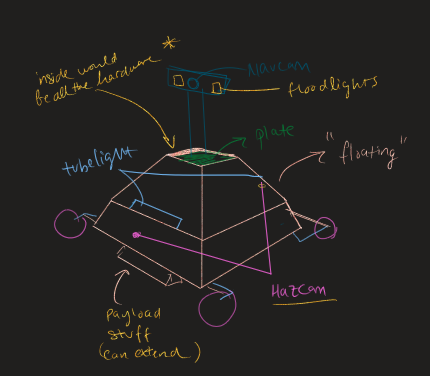 inside would *
be all the hardware
Navcam
floodlights
plate
"floating"
tubelight
HazCam
payload
stuff
(can extend)